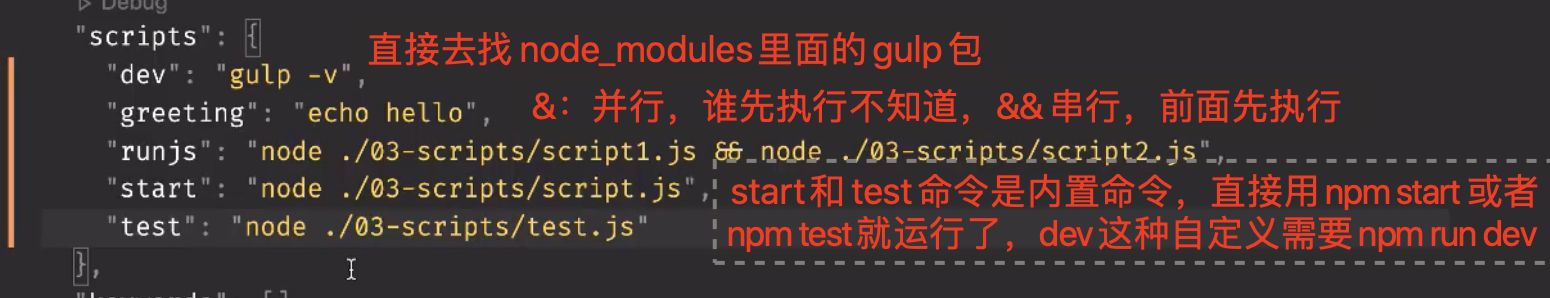 Debug
"scripts": {
直接去找 node_modules里面的 gulp 包
"dev": "gulp -v",
&：并行，谁先执行不知道，&& 串行，前面先执行
"greeting": "echo hello",
"runjs": "node ./03-scripts/script1.js && node ./03-scripts/script2.js",
"start": "node ./03-scripts/script.js",
start和 test 命令是内置命令，直接用 npm start 或者
"test": "node ./03-scripts/test.js"
npm test就运行了，dev这种自定义需要 npm run dev
},